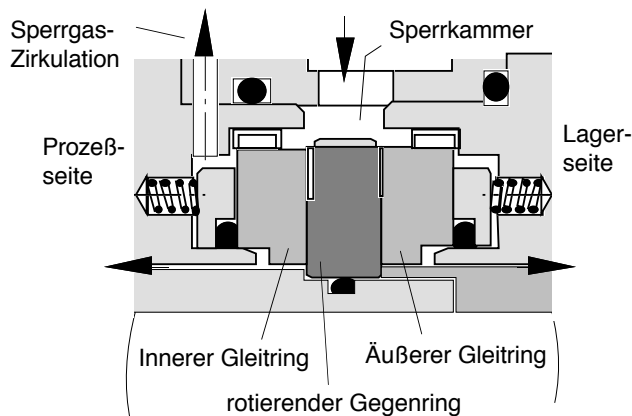 Sperrgas-
Zirkulation
Sperrkammer
Prozeß-
seite
Lager-
seite
Innerer Gleitring
Äußerer Gleitring
rotierender Gegenring